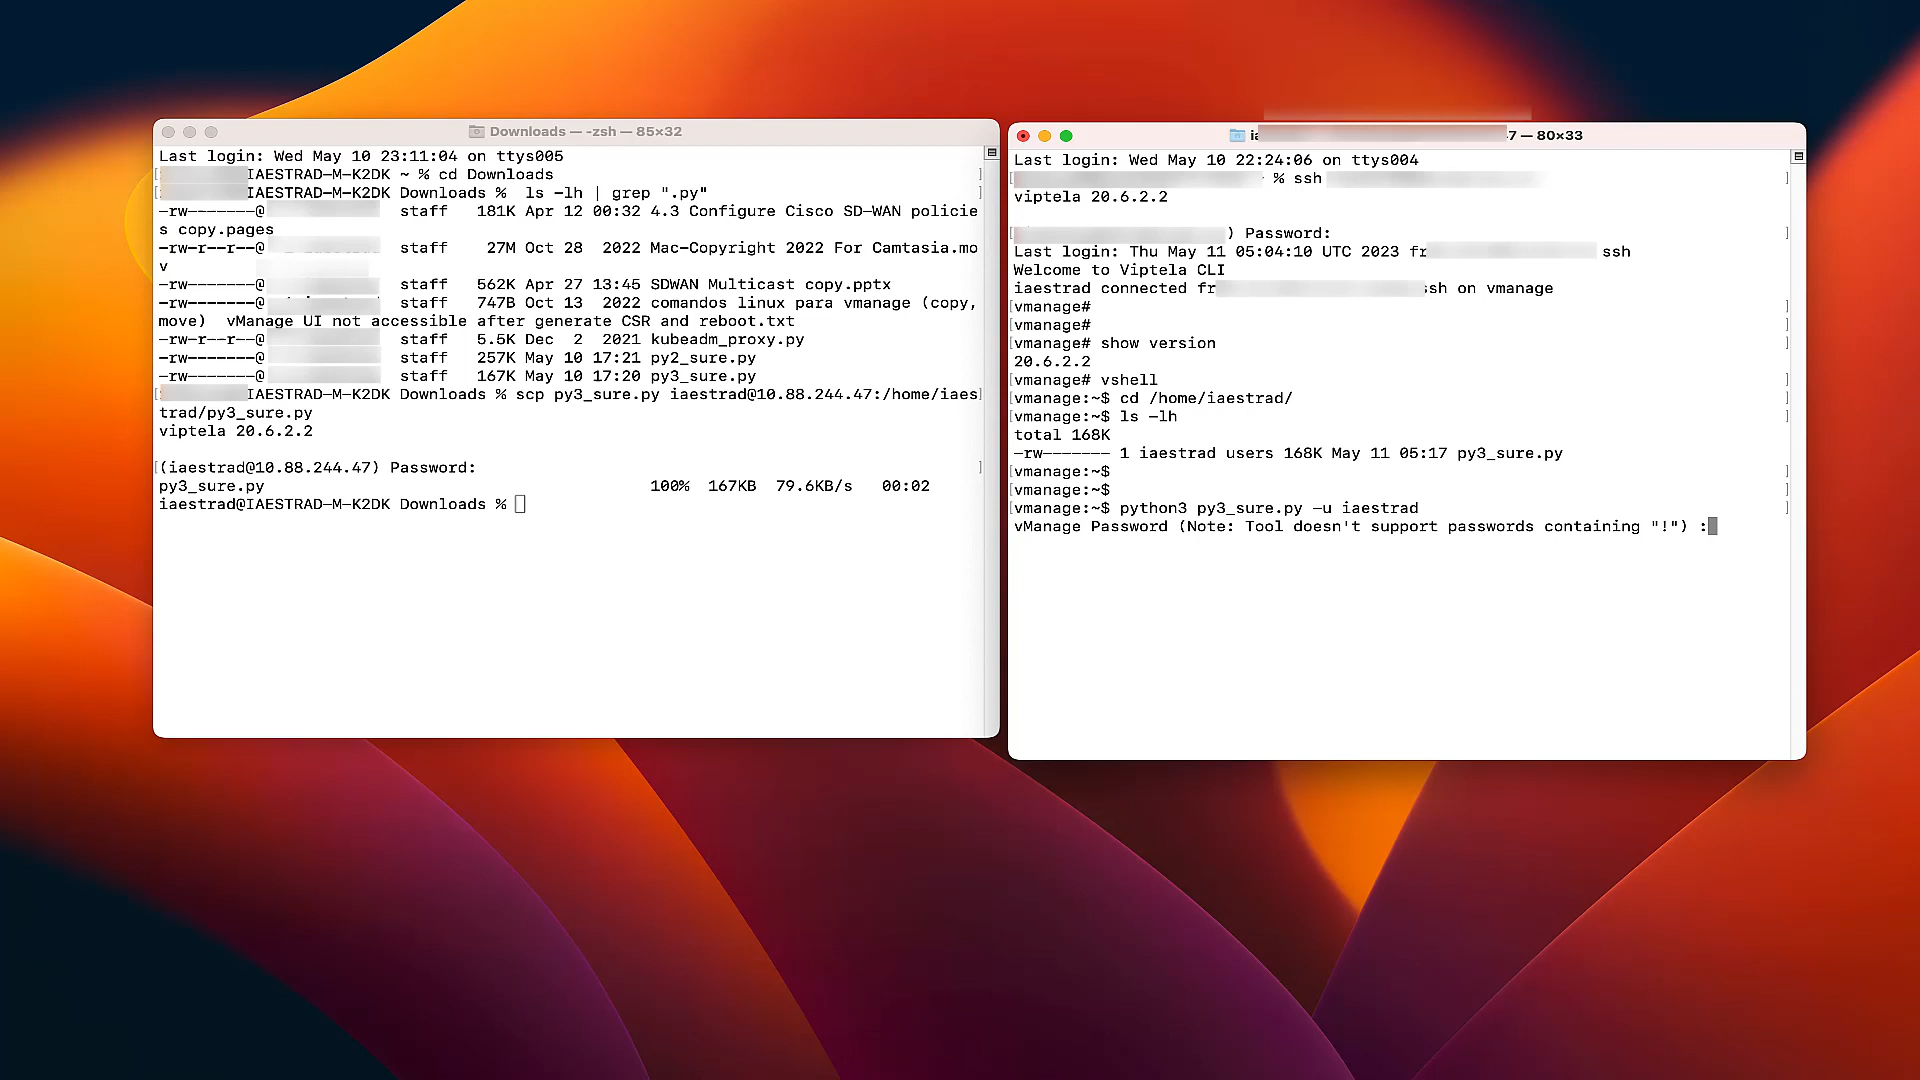 Downloads — -zsh — 85×32
Last login: Wed May 10 23:11:04 on ttys005
IAESTRAD-M-K2DK ~ % cd Downloads
IAESTRAD-M-K2DK Downloads %  ls -lh | grep ".py"
-rw-------@ staff 181K Apr 12 00:32 4.3 Configure Cisco SD-WAN policie
s copy.pages
-rw-r--r--@ staff 27M Oct 28 2022 Mac-Copyright 2022 For Camtasia.mo
v
-rw-------@ staff 562K Apr 27 13:45 SDWAN Multicast copy.pptx
-rw-------@ staff 747B Oct 13 2022 comandos linux para vmanage (copy,
move)  vManage UI not accessible after generate CSR and reboot.txt
-rw-r--r--@ staff 5.5K Dec 2 2021 kubeadm_proxy.py
-rw-------@ staff 257K May 10 17:21 py2_sure.py
-rw-------@ staff 167K May 10 17:20 py3_sure.py
IAESTRAD-M-K2DK Downloads % scp py3_sure.py iaestrad@10.88.244.47:/home/iaes
trad/py3_sure.py
viptela 20.6.2.2
(iaestrad@10.88.244.47) Password:
py3_sure.py 100% 167KB 79.6KB/s 00:02
iaestrad@IAESTRAD-M-K2DK Downloads %
7 — 80×33
Last login: Wed May 10 22:24:06 on ttys004
% ssh
viptela 20.6.2.2
) Password:
Last login: Thu May 11 05:04:10 UTC 2023 fr ssh
Welcome to Viptela CLI
iaestrad connected fr ssh on vmanage
vmanage#
vmanage#
vmanage# show version
20.6.2.2
vmanage# vshell
vmanage:~$ cd /home/iaestrad/
vmanage:~$ ls -lh
total 168K
-rw------- 1 iaestrad users 168K May 11 05:17 py3_sure.py
vmanage:~$
vmanage:~$
vmanage:~$ python3 py3_sure.py -u iaestrad
vManage Password (Note: Tool doesn't support passwords containing "!") :